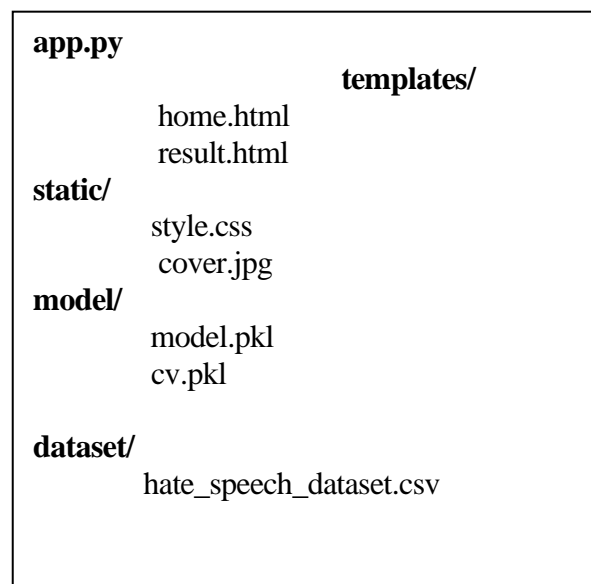 app.py
templates/
home.html
result.html
static/
style.css
cover.jpg
model/
model.pkl
cv.pkl
dataset/
hate_speech_dataset.csv